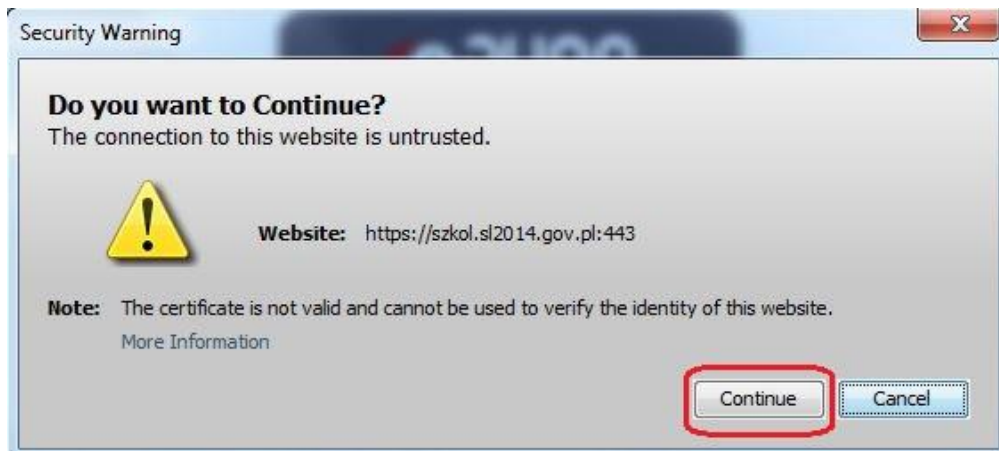 Security Warning
Do you want to Continue?
The connection to this website is untrusted.
Website: https://szkol.sl2014.gov.pl:443
Note: The certificate is not valid and cannot be used to verify the identity of this website.
More Information
Continue Cancel